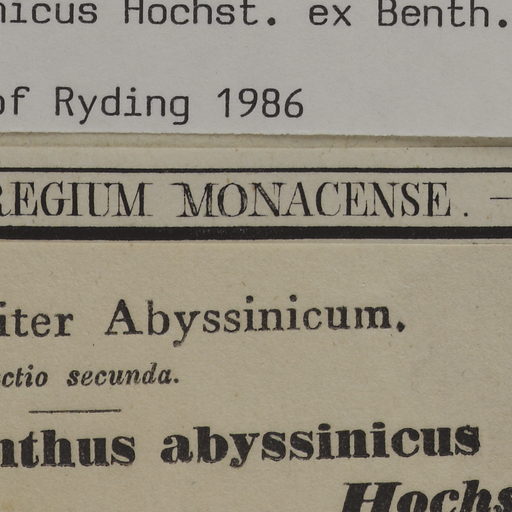 nicus Hochst. ex Benth.
of Ryding 1986
REGIUM MONACENSE. —
iter Abyssinicum.
ctio secunda.
nthus abyssinicus
Hochs